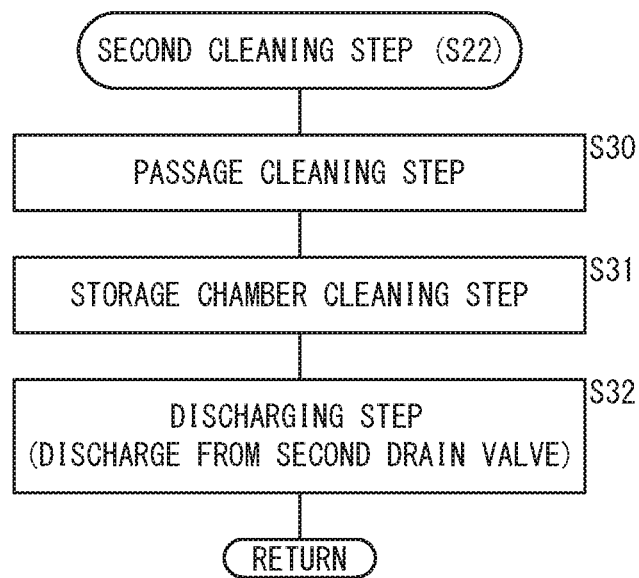 SECOND CLEANING STEP (S22)
S30
PASSAGE CLEANING STEP
S31
STORAGE CHAMBER CLEANING STEP
S32
DISCHARGING STEP
(DISCHARGE FROM SECOND DRAIN VALVE)
RETURN